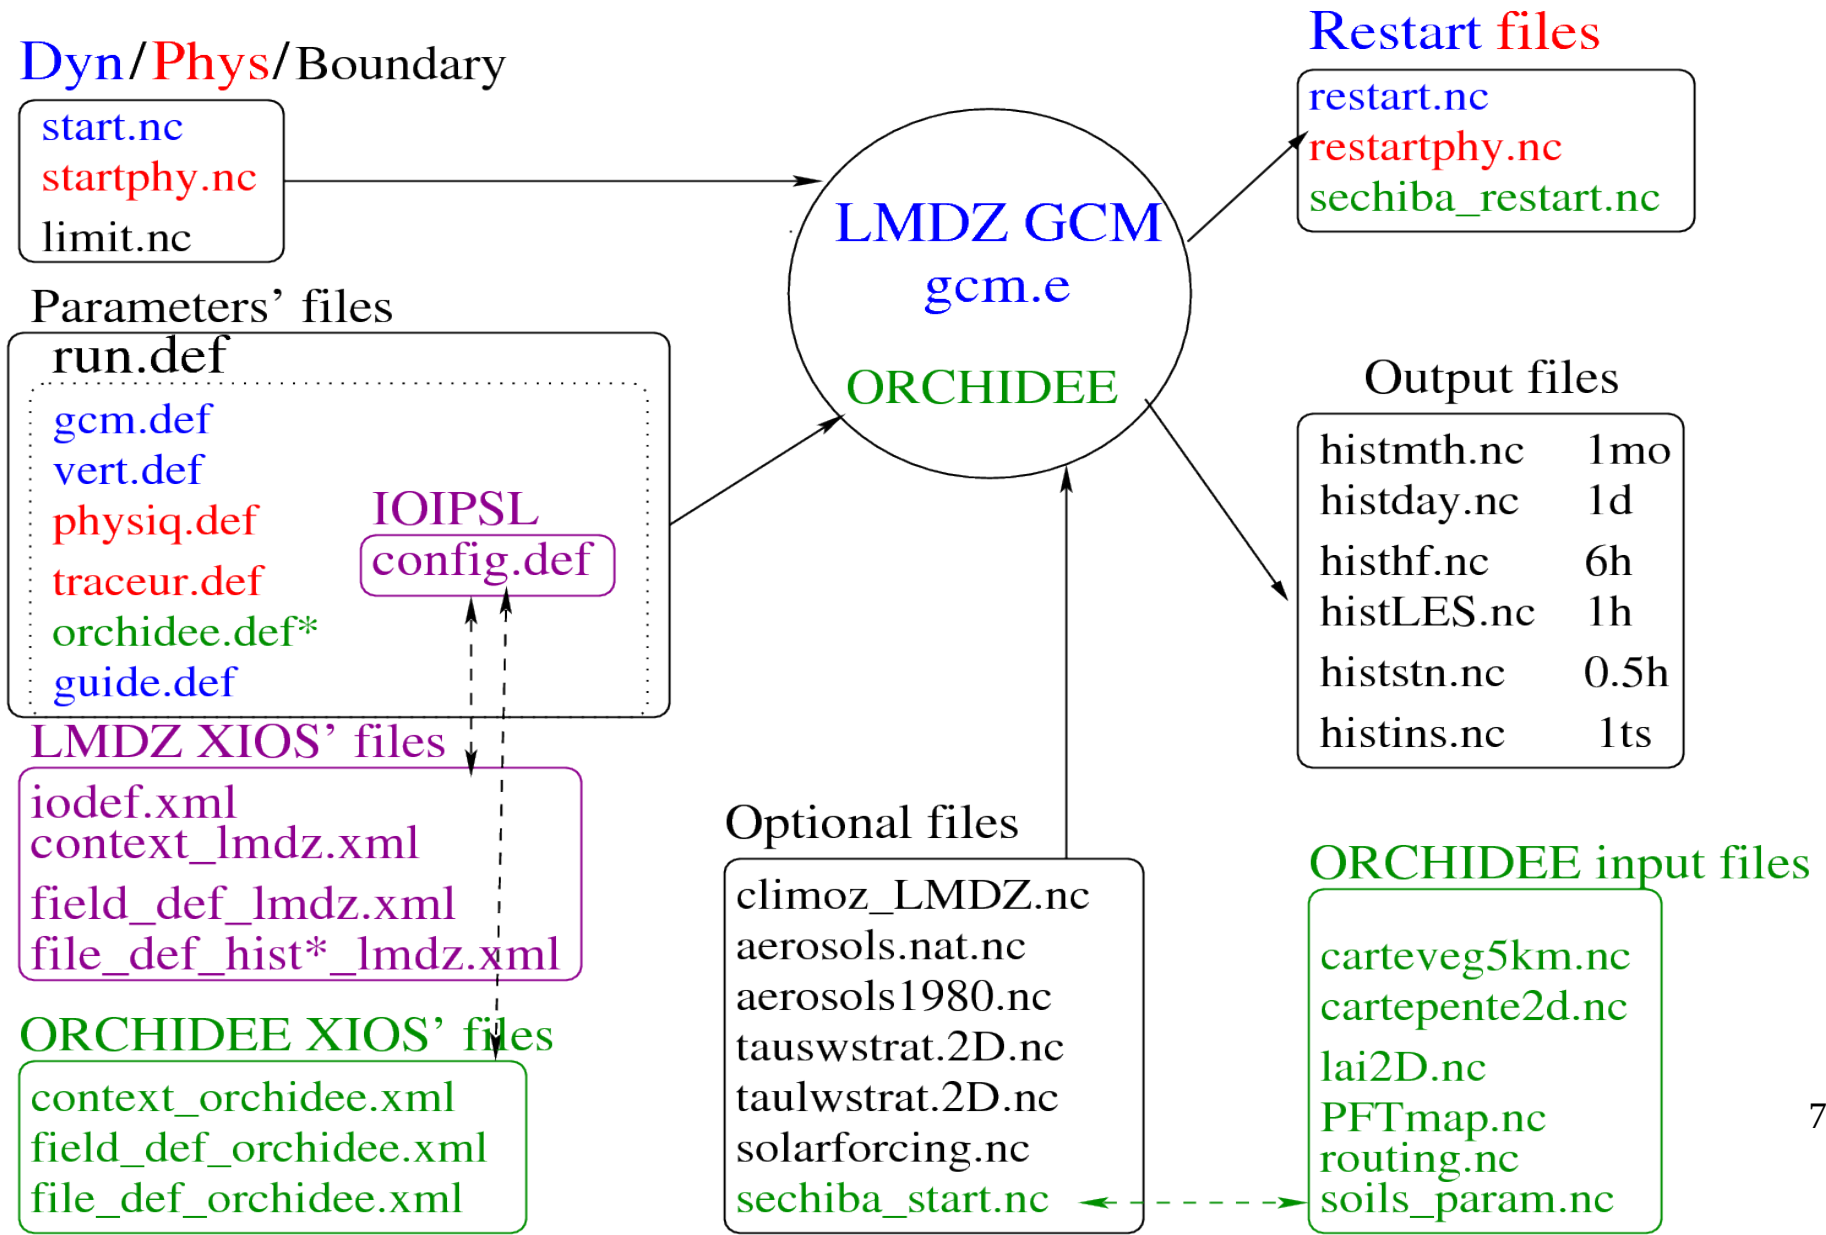 Dyn/Phys/Boundary
start.nc
startphy.nc
limit.nc
Parameters’ files
run.def
gcm.def
vert.def
physiq.def
traceur.def
orchidee.def*
guide.def
IOIPSL
config.def
LMDZ XIOS’ files
iodef.xml
context_lmdz.xml
field_def_lmdz.xml
file_def_hist*_lmdz.xml
ORCHIDEE XIOS’ files
context_orchidee.xml
field_def_orchidee.xml
file_def_orchidee.xml
LMDZ GCM
gcm.e
ORCHIDEE
Optional files
climoz_LMDZ.nc
aerosols.nat.nc
aerosols1980.nc
tauswstrat.2D.nc
taulwstrat.2D.nc
solarforcing.nc
sechiba_start.nc
Restart files
restart.nc
restartphy.nc
sechiba_restart.nc
Output files
histmth.nc 1mo
histday.nc 1d
histhf.nc 6h
histLES.nc 1h
histstn.nc 0.5h
histins.nc 1ts
ORCHIDEE input files
carteveg5km.nc
cartepente2d.nc
lai2D.nc
PFTmap.nc
routing.nc
soils_param.nc
7